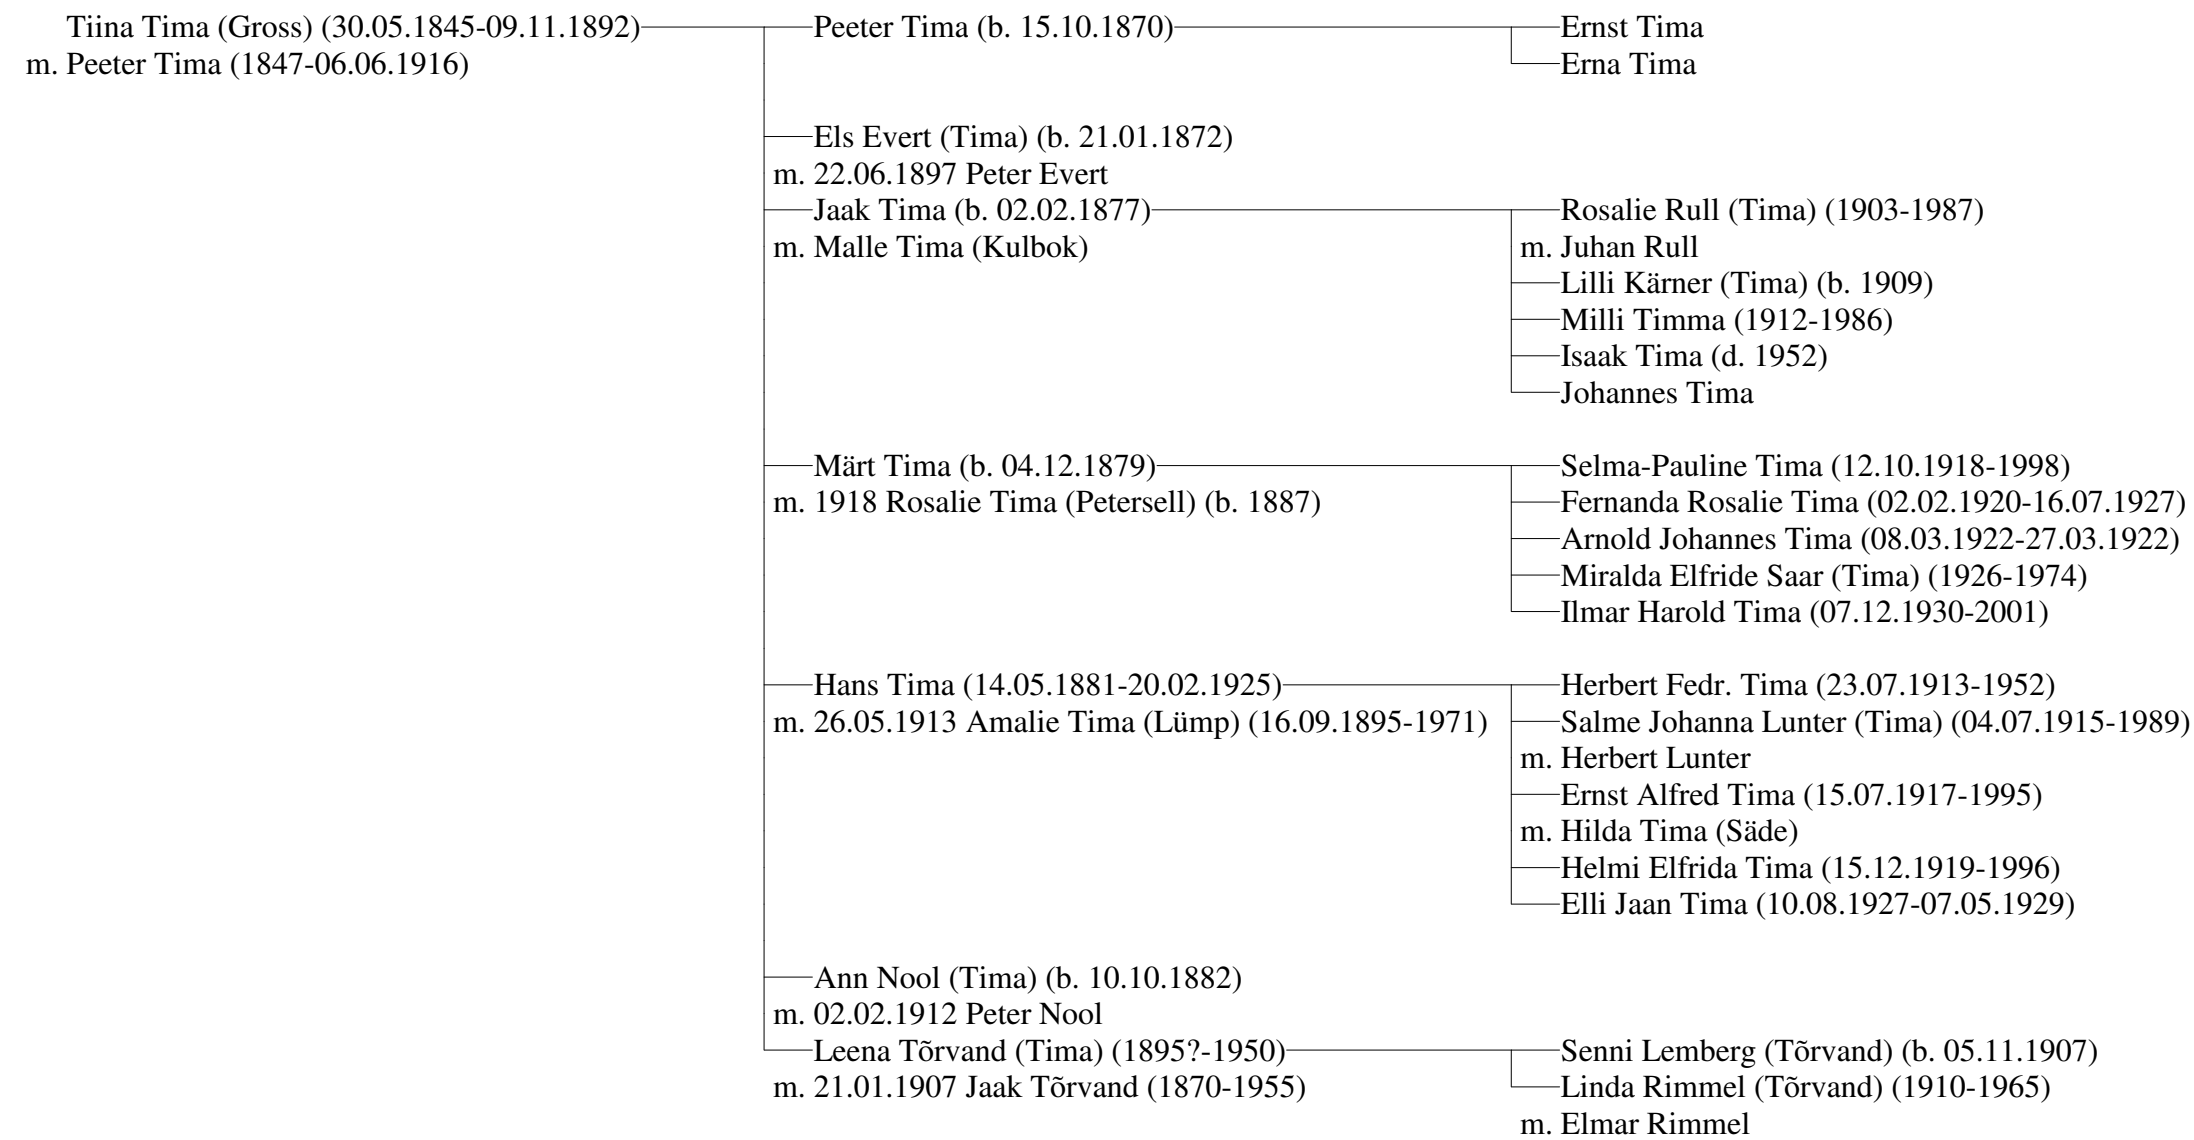 Tiina Tima (Gross) (30.05.1845-09.11.1892)
m. Peeter Tima (1847-06.06.1916)
Peeter Tima (b. 15.10.1870)
Ernst Tima
Erna Tima
Els Evert (Tima) (b. 21.01.1872)
m. 22.06.1897 Peter Evert
Jaak Tima (b. 02.02.1877)
m. Malle Tima (Kulbok)
Rosalie Rull (Tima) (1903-1987)
m. Juhan Rull
Lilli Kärner (Tima) (b. 1909)
Milli Timma (1912-1986)
Isaak Tima (d. 1952)
Johannes Tima
Märt Tima (b. 04.12.1879)
m. 1918 Rosalie Tima (Petersell) (b. 1887)
Selma-Pauline Tima (12.10.1918-1998)
Fernanda Rosalie Tima (02.02.1920-16.07.1927)
Arnold Johannes Tima (08.03.1922-27.03.1922)
Miralda Elfride Saar (Tima) (1926-1974)
Ilmar Harold Tima (07.12.1930-2001)
Hans Tima (14.05.1881-20.02.1925)
m. 26.05.1913 Amalie Tima (Lümp) (16.09.1895-1971)
Herbert Fedr. Tima (23.07.1913-1952)
Salme Johanna Lunter (Tima) (04.07.1915-1989)
m. Herbert Lunter
Ernst Alfred Tima (15.07.1917-1995)
m. Hilda Tima (Säde)
Helmi Elfrida Tima (15.12.1919-1996)
Elli Jaan Tima (10.08.1927-07.05.1929)
Ann Nool (Tima) (b. 10.10.1882)
m. 02.02.1912 Peter Nool
Leena Tõrvand (Tima) (1895?-1950)
m. 21.01.1907 Jaak Tõrvand (1870-1955)
Senni Lemberg (Tõrvand) (b. 05.11.1907)
Linda Rimmel (Tõrvand) (1910-1965)
m. Elmar Rimmel